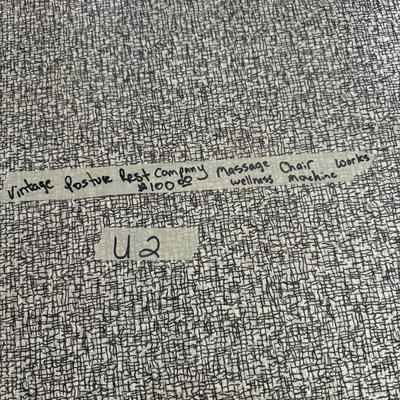 Vintage Posture Rest Company Massage Chair works
$100.00 wellness machine
U2